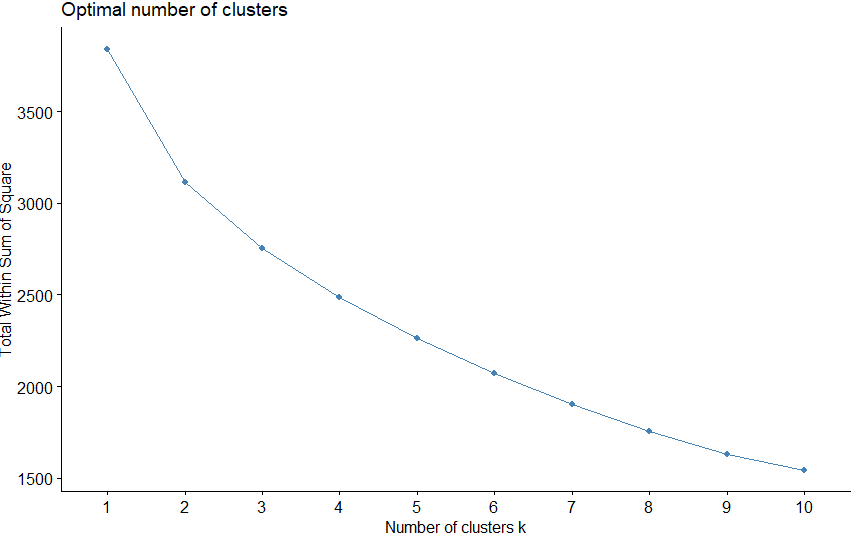 Optimal number of clusters
Total Within Sum of Square
3500
3000
2500
2000
1500
1 2 3 4 5 6 7 8 9 10
Number of clusters k